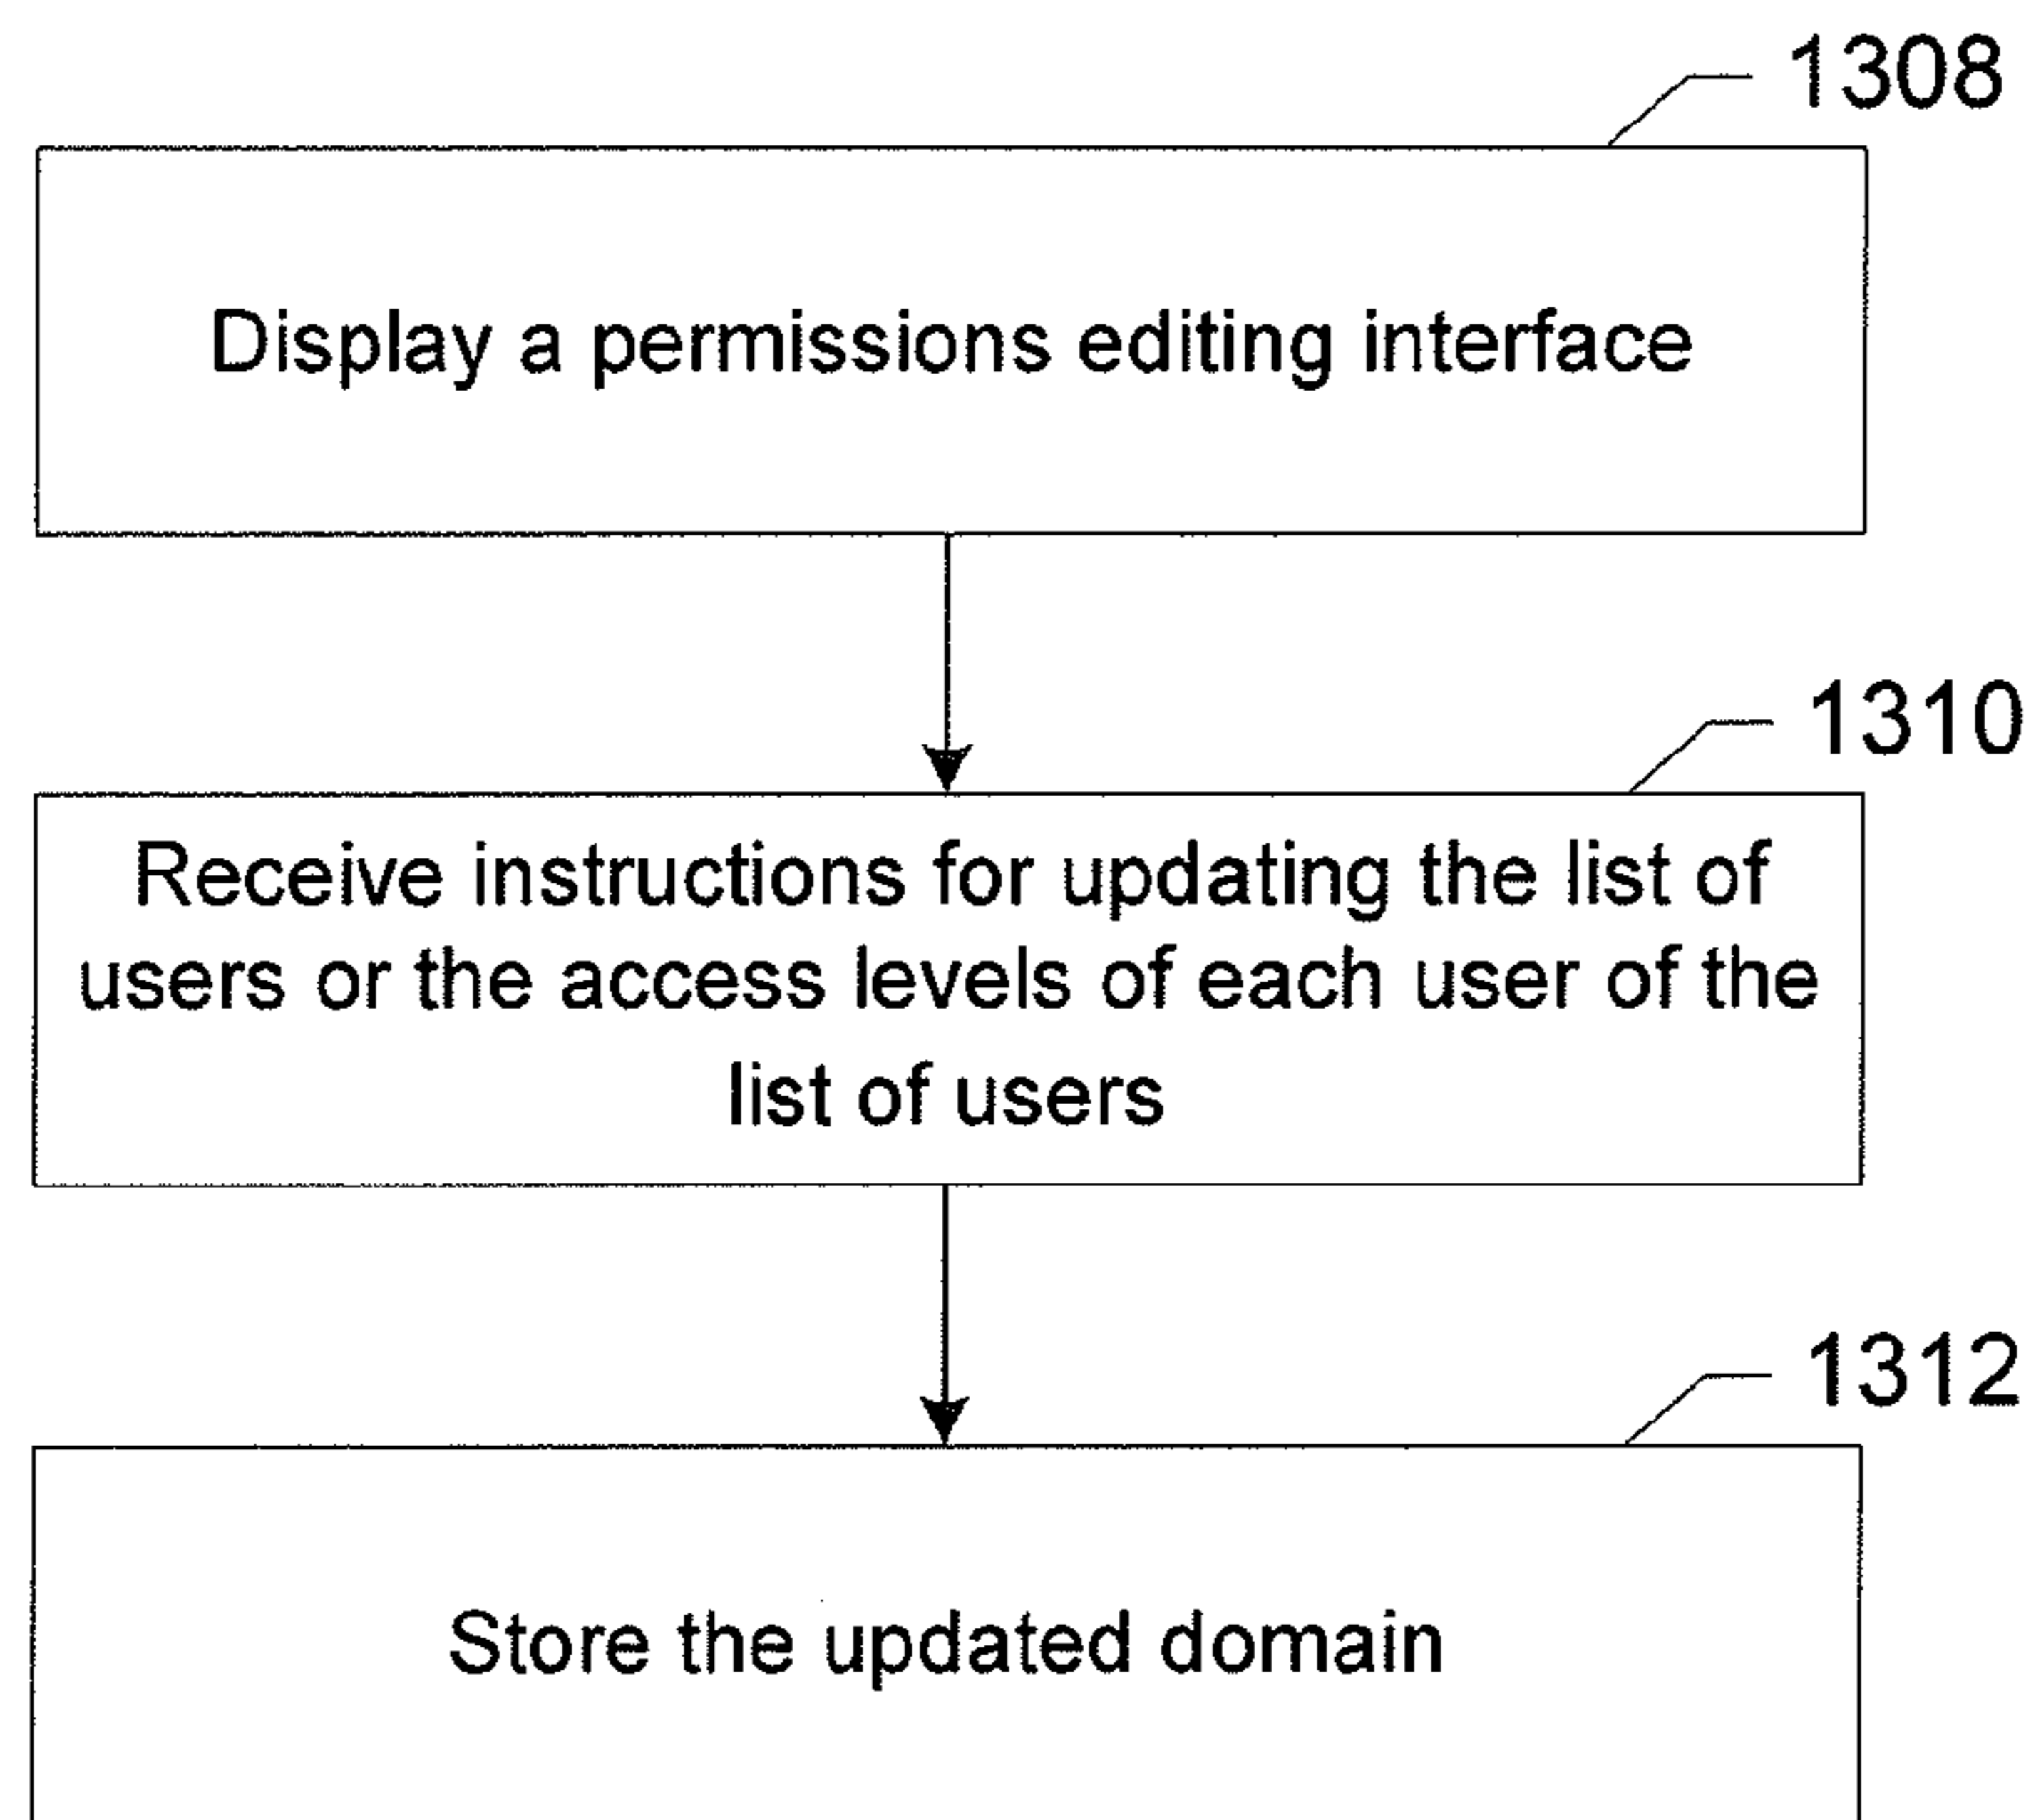 1308
Display a permissions editing interface
1310
Receive instructions for updating the list of
users or the access levels of each user of the
list of users
1312
Store the updated domain